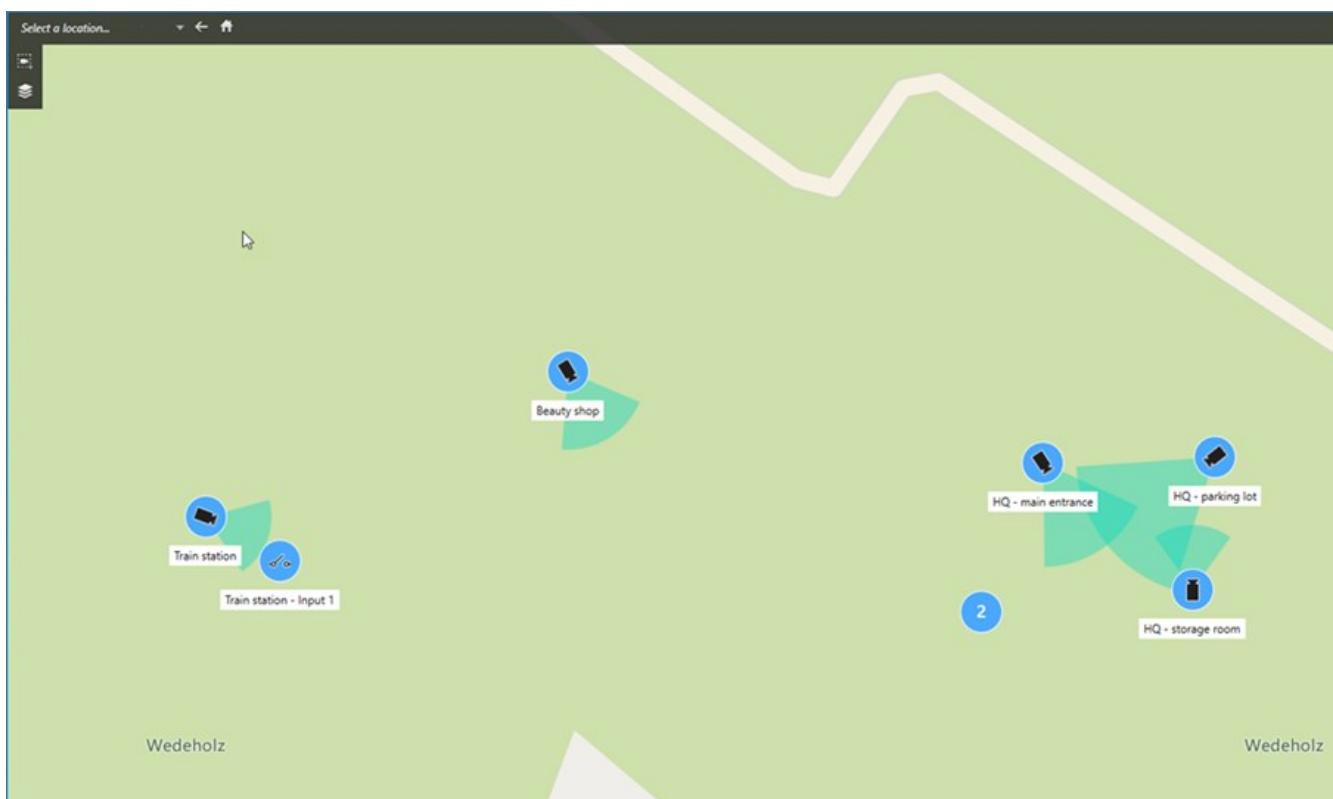 Select a location...
Beauty shop
HQ - main entrance
HQ - parking lot
Train station
Train station - Input 1
2
HQ - storage room
Wedeholz
Wedeholz